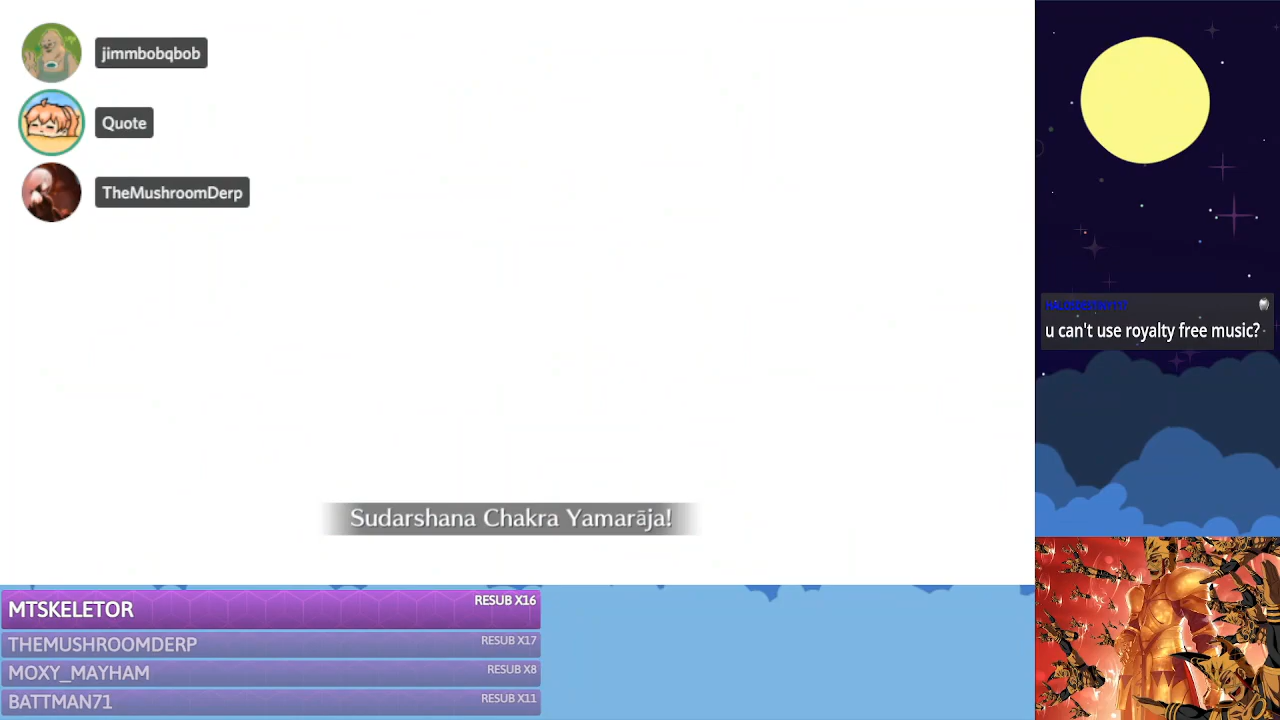 jimmbobqbob
Quote
TheMushroomDerp
u can't use royalty free music?
Sudarshana Chakra Yamarāja!
MTSKELETOR
RESUB X16
THEMUSHROOMDERP
RESUB X17
MOXY_MAYHAM
RESUB X8
BATTMAN71
RESUB X11